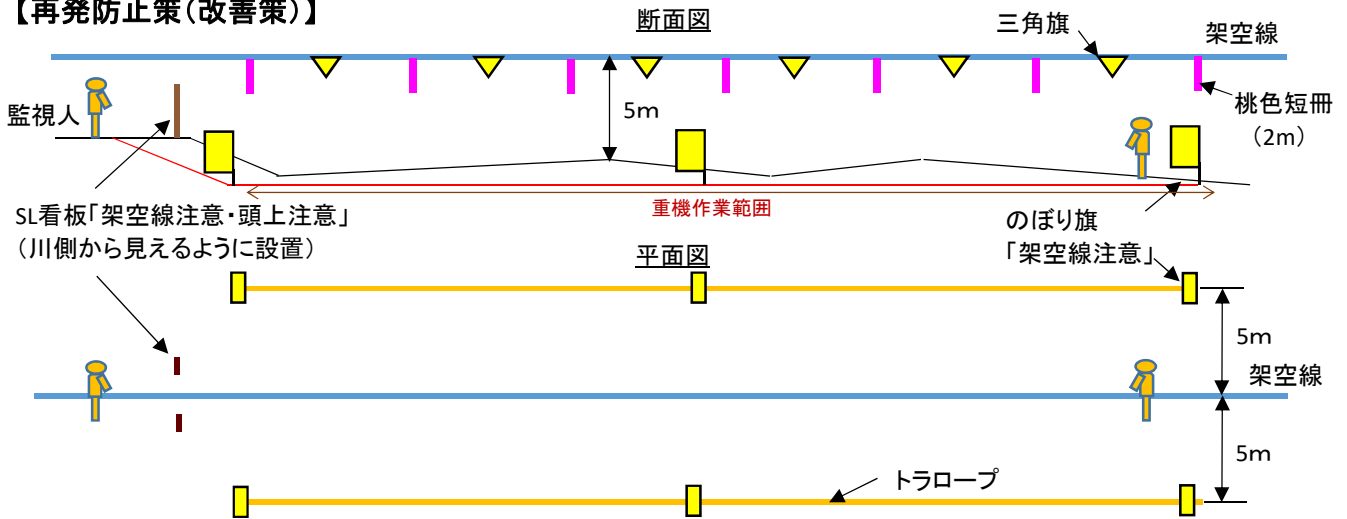 【再発防止策(改善策)】
断面図
三角旗
架空線
監視人
5m
桃色短冊
(2m)
重機作業範囲
SL看板「架空線注意・頭上注意」
(川側から見えるように設置)
のぼり旗
「架空線注意」
平面図
5m
架空線
5m
トラロープ